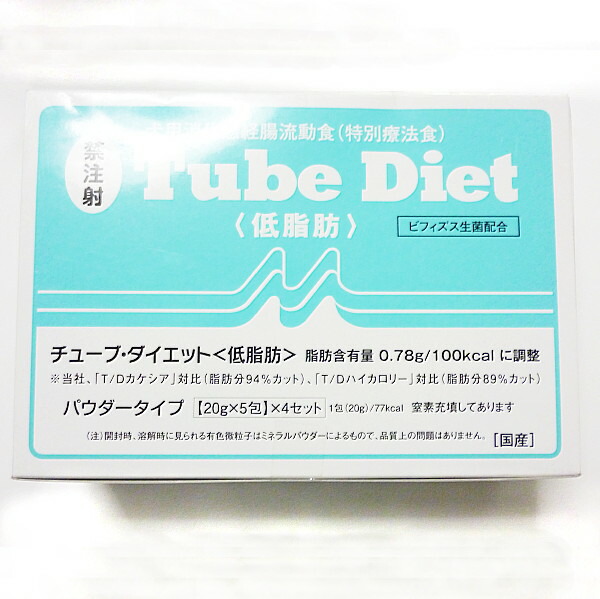 禁注射
経腸流動食(特別療法食)
Tube Diet
〈低脂肪〉
ビフィズス生菌配合
チューブ・ダイエット<低脂肪> 脂肪含有量 0.78g/100kcal に調整
※当社、「T/Dカケシア」対比(脂肪分94%カット)、「T/Dハイカロリー」対比(脂肪分89%カット)
パウダータイプ 【20g×5包】×4セット 1包(20g)/77kcal 窒素充填してあります
(注)開封時、溶解時に見られる有色微粒子はミネラルパウダーによるもので、品質上の問題はありません。
[国産]